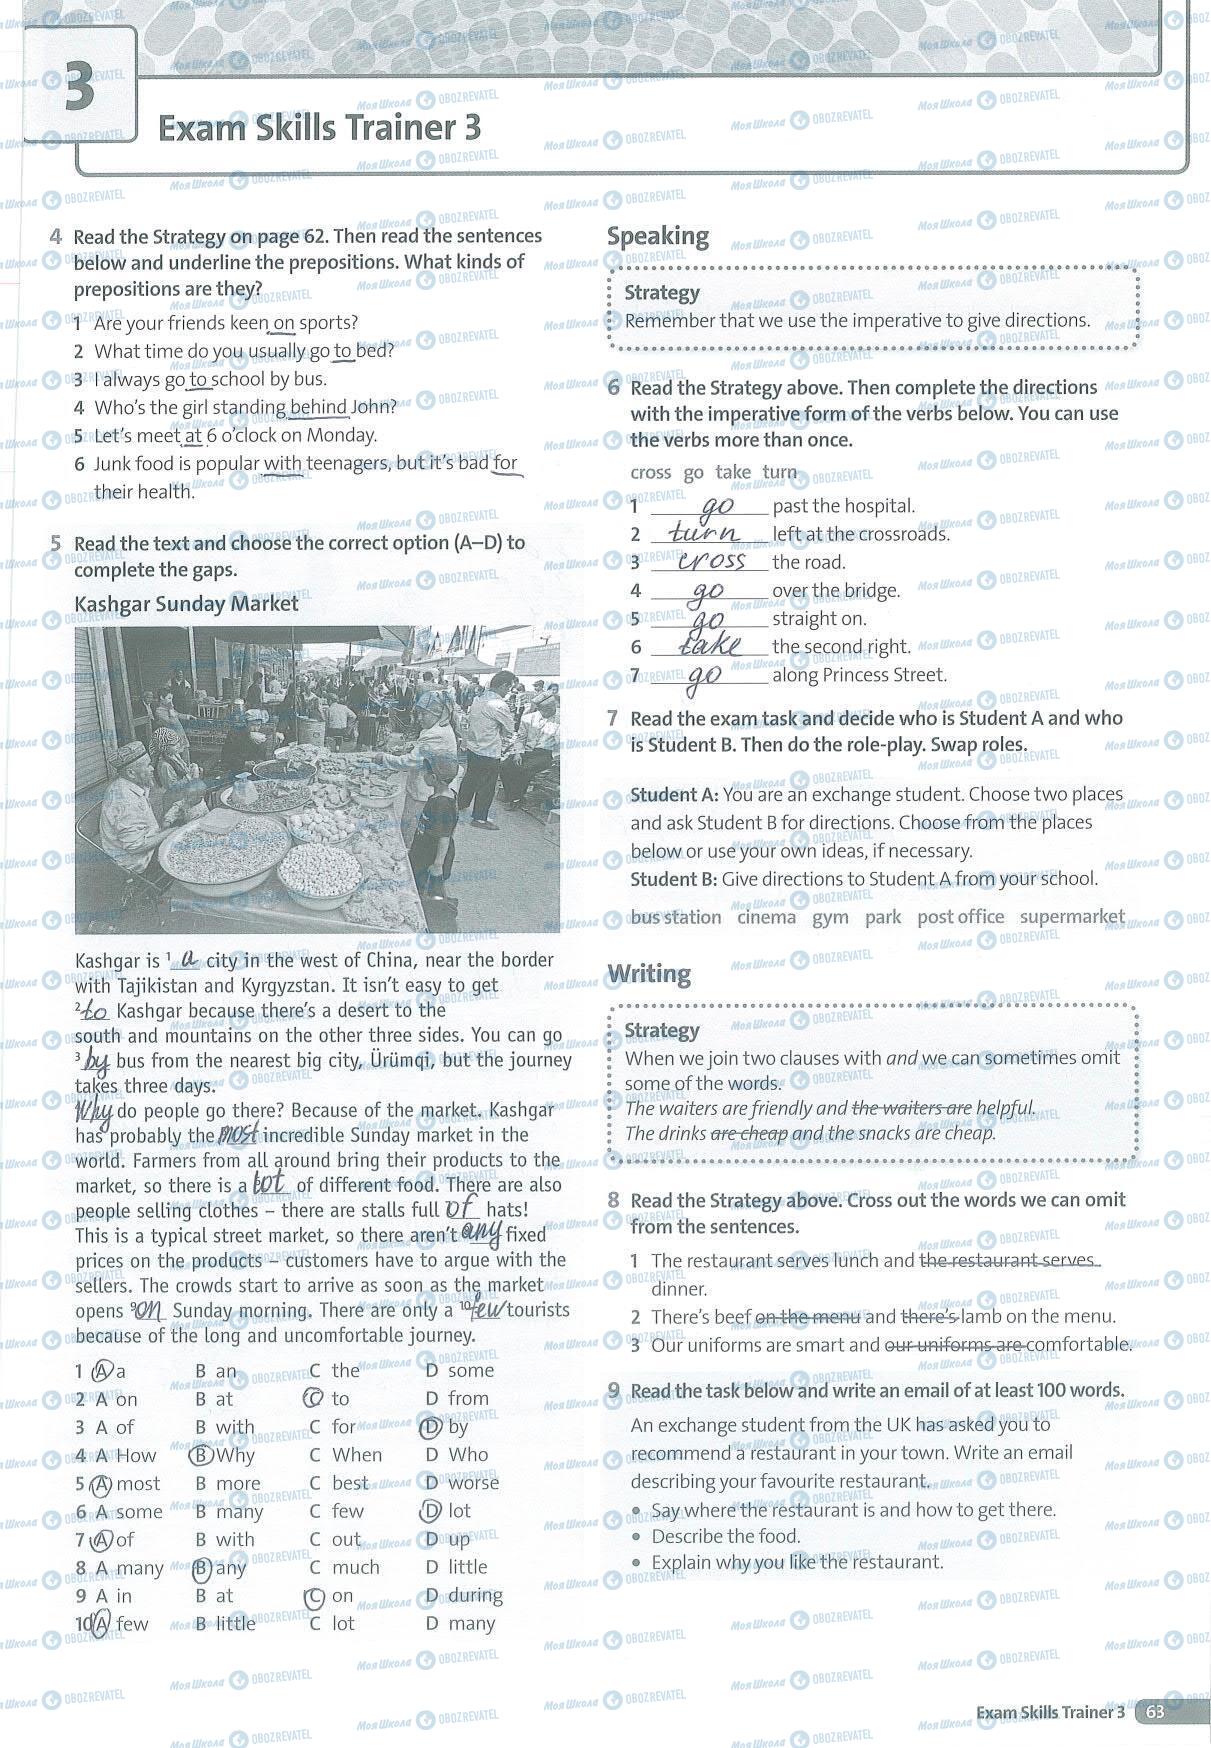 3
Exam Skills Trainer 3
4 Read the Strategy on page 62. Then read the sentences
below and underline the prepositions. What kinds of
prepositions are they?
1 Are your friends keen on sports?
2 What time do you usually go to bed?
3 I always go to school by bus.
4 Who's the girl standing behind John?
5 Let's meet at 6 o'clock on Monday.
6 Junk food is popular with teenagers, but it's bad for
their health.
5 Read the text and choose the correct option (A–D) to
complete the gaps.
Kashgar Sunday Market
Kashgar is 1 a city in the west of China, near the border
with Tajikistan and Kyrgyzstan. It isn't easy to get
2 to Kashgar because there's a desert to the
south and mountains on the other three sides. You can go
3 by bus from the nearest big city, Ürümqi, but the journey
takes three days.
Why do people go there? Because of the market. Kashgar
has probably the most incredible Sunday market in the
world. Farmers from all around bring their products to the
market, so there is a lot of different food. There are also
people selling clothes – there are stalls full of hats!
This is a typical street market, so there aren't any fixed
prices on the products – customers have to argue with the
sellers. The crowds start to arrive as soon as the market
opens 9 on Sunday morning. There are only a 10 few tourists
because of the long and uncomfortable journey.
1 A a B an C the D some
2 A on B at C to D from
3 A of B with C for D by
4 A How B Why C When D Who
5 A most B more C best D worse
6 A some B many C few D lot
7 A of B with C out D up
8 A many B any C much D little
9 A in B at C on D during
10 A few B little C lot D many
Speaking
Strategy
Remember that we use the imperative to give directions.
6 Read the Strategy above. Then complete the directions
with the imperative form of the verbs below. You can use
the verbs more than once.
cross go take turn
1 go past the hospital.
2 turn left at the crossroads.
3 cross the road.
4 go over the bridge.
5 go straight on.
6 take the second right.
7 go along Princess Street.
7 Read the exam task and decide who is Student A and who
is Student B. Then do the role-play. Swap roles.
Student A: You are an exchange student. Choose two places
and ask Student B for directions. Choose from the places
below or use your own ideas, if necessary.
Student B: Give directions to Student A from your school.
bus station cinema gym park post office supermarket
Writing
Strategy
When we join two clauses with and we can sometimes omit
some of the words.
The waiters are friendly and the waiters are helpful.
The drinks are cheap and the snacks are cheap.
8 Read the Strategy above. Cross out the words we can omit
from the sentences.
1 The restaurant serves lunch and the restaurant serves
dinner.
2 There's beef on the menu and there's lamb on the menu.
3 Our uniforms are smart and our uniforms are comfortable.
9 Read the task below and write an email of at least 100 words.
An exchange student from the UK has asked you to
recommend a restaurant in your town. Write an email
describing your favourite restaurant.
• Say where the restaurant is and how to get there.
• Describe the food.
• Explain why you like the restaurant.
Exam Skills Trainer 3 63
Моя Школа OBOZREVATEL